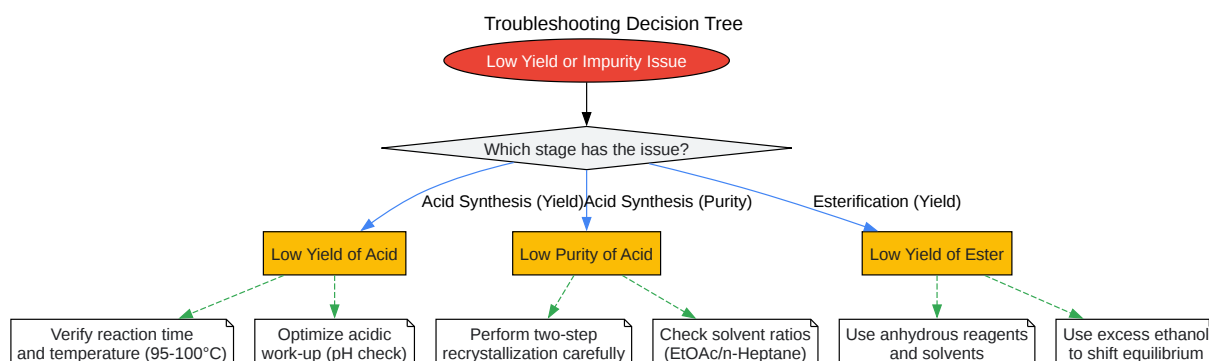 Troubleshooting Decision Tree
Low Yield or Impurity Issue
Which stage has the issue?
Acid Synthesis (Yield)
Acid Synthesis (Purity)
Esterification (Yield)
Low Yield of Acid
Low Purity of Acid
Low Yield of Ester
Verify reaction time
and temperature (95-100°C)
Optimize acidic
work-up (pH check)
Perform two-step
recrystallization carefully
Check solvent ratios
(EtOAc/n-Heptane)
Use anhydrous reagents
and solvents
Use excess ethanol
to shift equilibrium